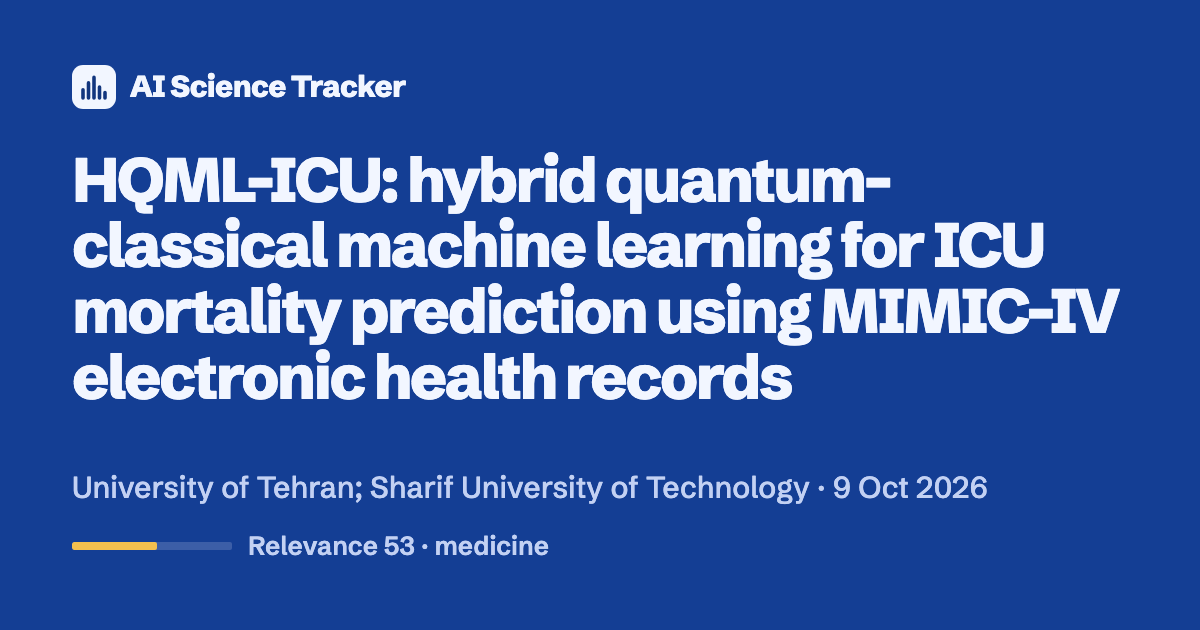 AI Science Tracker
HQML-ICU: hybrid quantum-
classical machine learning for ICU
mortality prediction using MIMIC-IV
electronic health records
University of Tehran; Sharif University of Technology · 9 Oct 2026
Relevance 53 · medicine